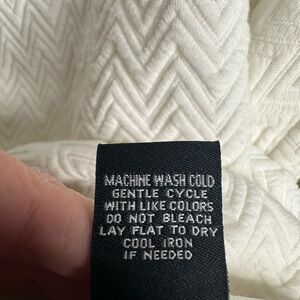 MACHINE WASH COLD
GENTLE CYCLE
WITH LIKE COLORS
DO NOT BLEACH
LAY FLAT TO DRY
COOL IRON
IF NEEDED